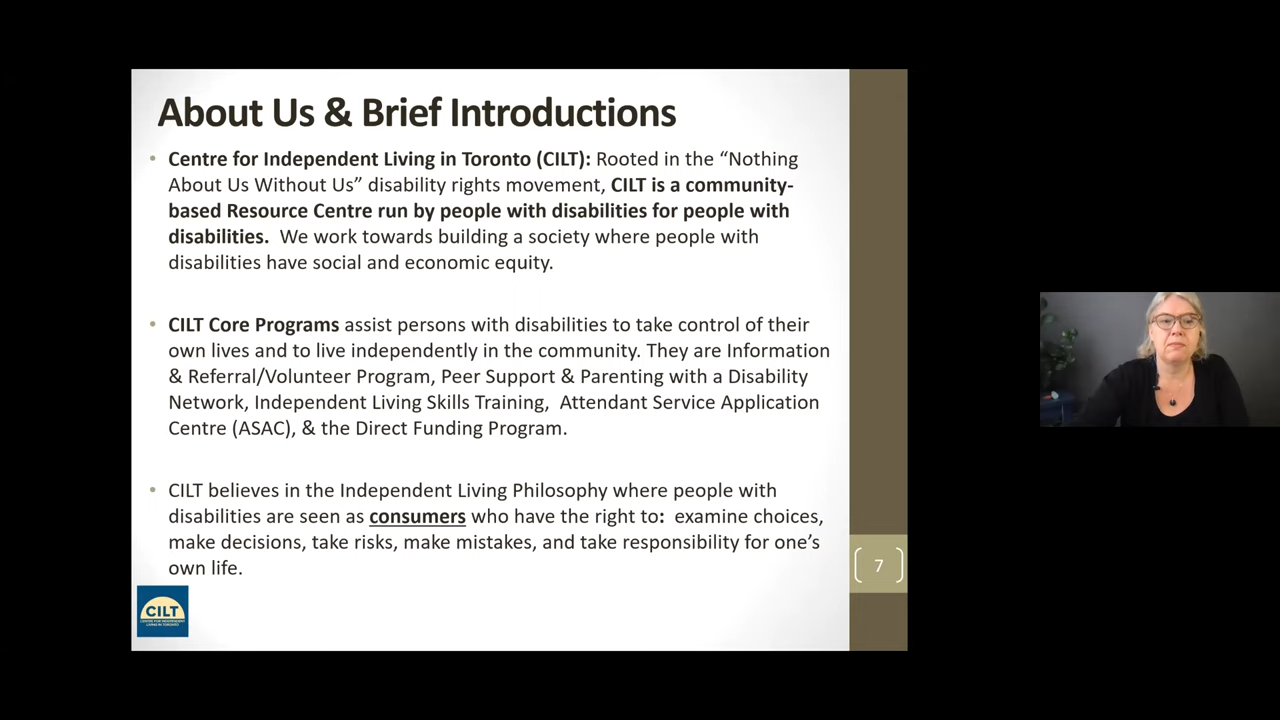 About Us & Brief Introductions
• Centre for Independent Living in Toronto (CILT): Rooted in the “Nothing
About Us Without Us” disability rights movement, CILT is a community-
based Resource Centre run by people with disabilities for people with
disabilities.  We work towards building a society where people with
disabilities have social and economic equity.
• CILT Core Programs assist persons with disabilities to take control of their
own lives and to live independently in the community. They are Information
& Referral/Volunteer Program, Peer Support & Parenting with a Disability
Network, Independent Living Skills Training,  Attendant Service Application
Centre (ASAC), & the Direct Funding Program.
• CILT believes in the Independent Living Philosophy where people with
disabilities are seen as consumers who have the right to:  examine choices,
make decisions, take risks, make mistakes, and take responsibility for one’s
own life.
7
CILT
CENTRE FOR INDEPENDENT
LIVING IN TORONTO